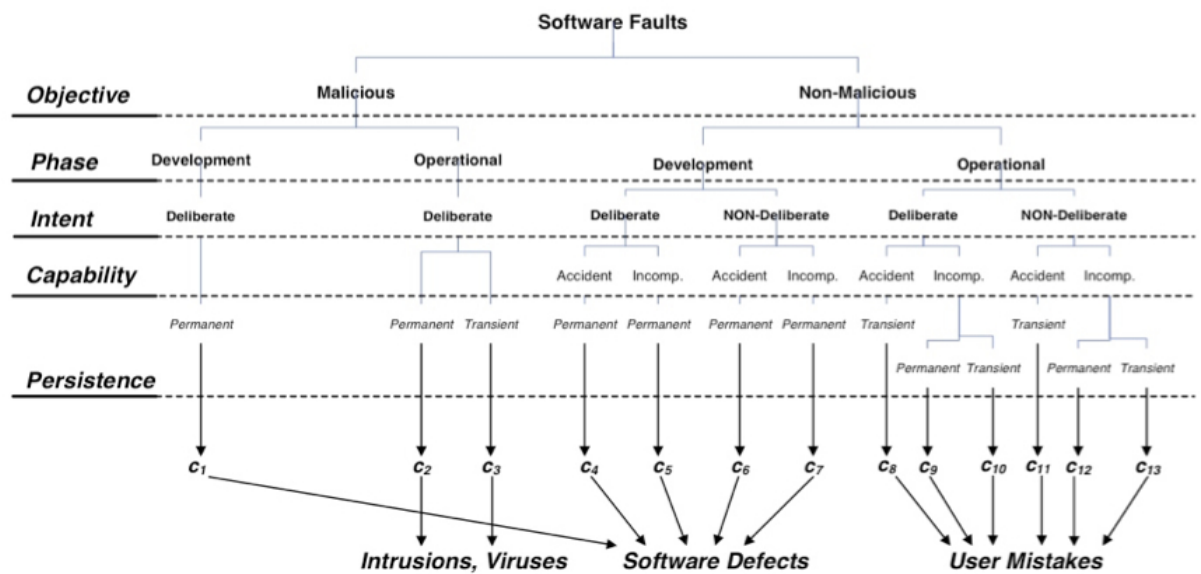 Software Faults
Objective Malicious Non-Malicious
Phase Development Operational Development Operational
Intent Deliberate Deliberate Deliberate NON-Deliberate Deliberate NON-Deliberate
Capability Accident Incomp. Accident Incomp. Accident Incomp. Accident Incomp.
Permanent Permanent Transient Permanent Permanent Permanent Permanent Transient Transient
Permanent Transient Permanent Transient
Persistence
c1 c2 c3 c4 c5 c6 c7 c8 c9 c10 c11 c12 c13
Intrusions, Viruses Software Defects User Mistakes